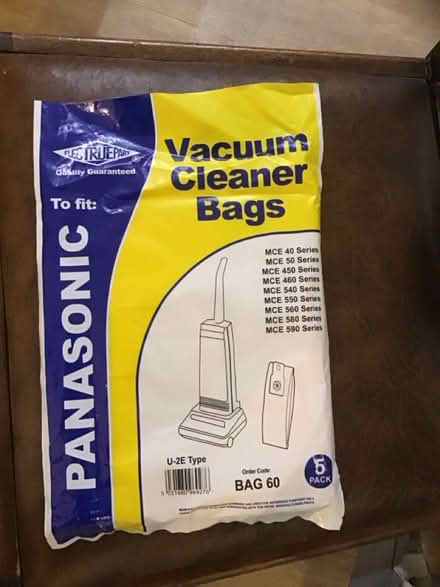 ELECTRUEPART
Quality Guaranteed
To fit:
PANASONIC
Vacuum
Cleaner
Bags
MCE 40 Series
MCE 50 Series
MCE 450 Series
MCE 460 Series
MCE 540 Series
MCE 550 Series
MCE 560 Series
MCE 580 Series
MCE 590 Series
U-2E Type
Order Code:
BAG 60
5
PACK